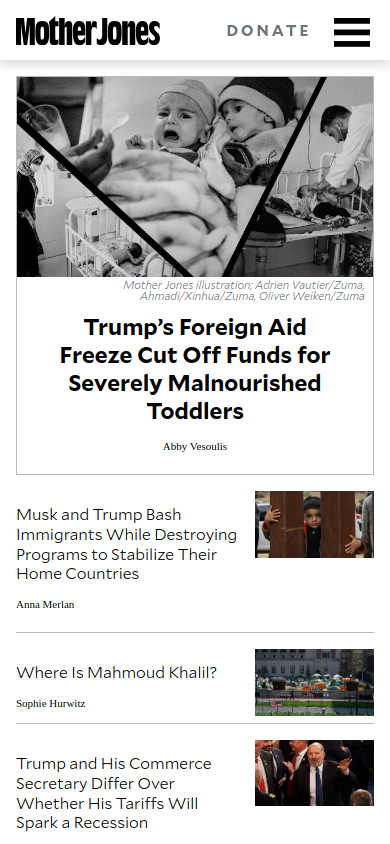 Mother Jones
DONATE
Mother Jones illustration; Adrien Vautier/Zuma,
Ahmadi/Xinhua/Zuma, Oliver Weiken/Zuma
Trump’s Foreign Aid
Freeze Cut Off Funds for
Severely Malnourished
Toddlers
Abby Vesoulis
Musk and Trump Bash
Immigrants While Destroying
Programs to Stabilize Their
Home Countries
Anna Merlan
Where Is Mahmoud Khalil?
Sophie Hurwitz
Trump and His Commerce
Secretary Differ Over
Whether His Tariffs Will
Spark a Recession